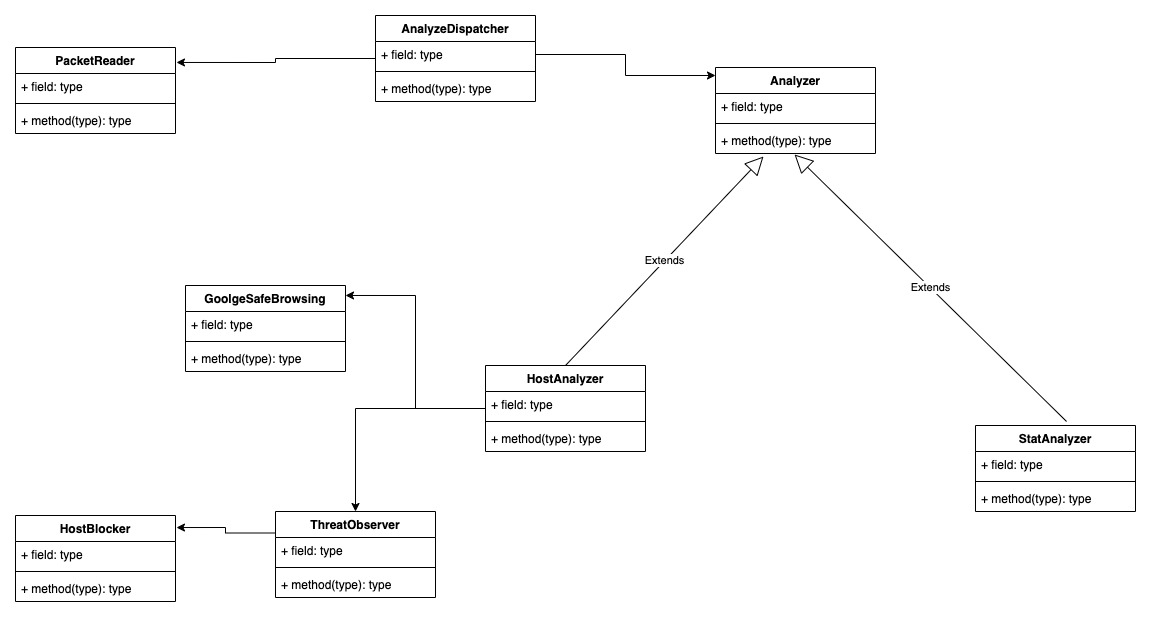 AnalyzeDispatcher
+ field: type
+ method(type): type
PacketReader
+ field: type
+ method(type): type
Analyzer
+ field: type
+ method(type): type
Extends
Extends
GoolgeSafeBrowsing
+ field: type
+ method(type): type
HostAnalyzer
+ field: type
+ method(type): type
StatAnalyzer
+ field: type
+ method(type): type
HostBlocker
+ field: type
+ method(type): type
ThreatObserver
+ field: type
+ method(type): type